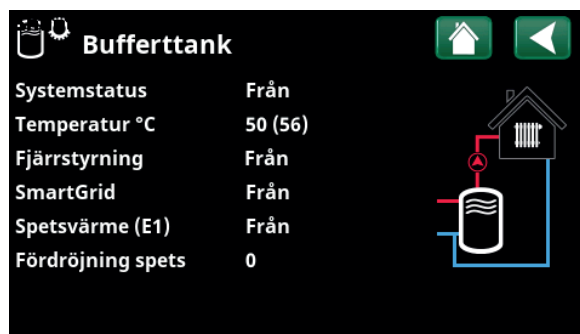 Bufferttank
Systemstatus Från
Temperatur °C 50 (56)
Fjärrstyrning Från
SmartGrid Från
Spetsvärme (E1) Från
Fördröjning spets 0